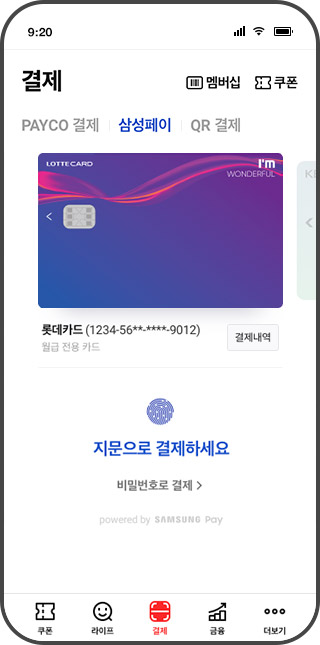 9:20
결제 멤버십 쿠폰
PAYCO 결제 삼성페이 QR 결제
LOTTE CARD I'm
WONDERFUL
롯데카드 (1234-56**-****-9012)
월급 전용 카드 결제내역
지문으로 결제하세요
비밀번호로 결제 >
powered by SAMSUNG Pay
쿠폰 라이프 결제 금융 더보기